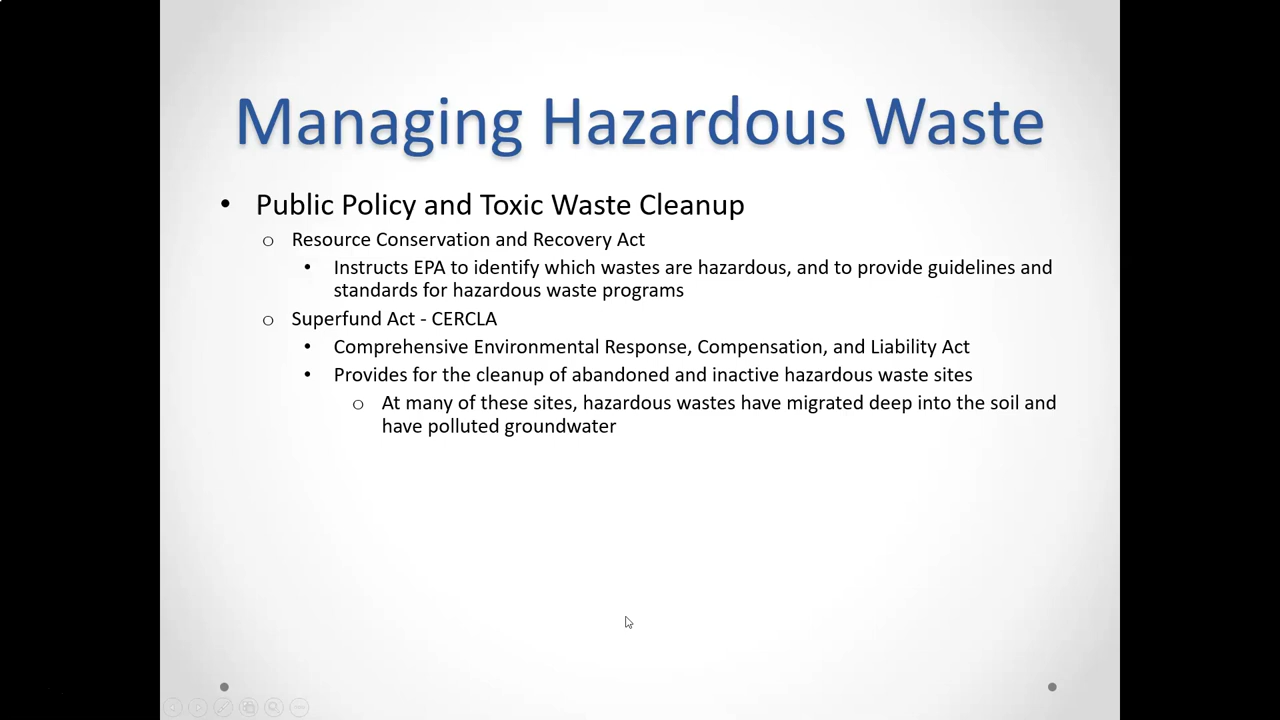 Managing Hazardous Waste
• Public Policy and Toxic Waste Cleanup
o Resource Conservation and Recovery Act
• Instructs EPA to identify which wastes are hazardous, and to provide guidelines and
standards for hazardous waste programs
o Superfund Act - CERCLA
• Comprehensive Environmental Response, Compensation, and Liability Act
• Provides for the cleanup of abandoned and inactive hazardous waste sites
o At many of these sites, hazardous wastes have migrated deep into the soil and
have polluted groundwater